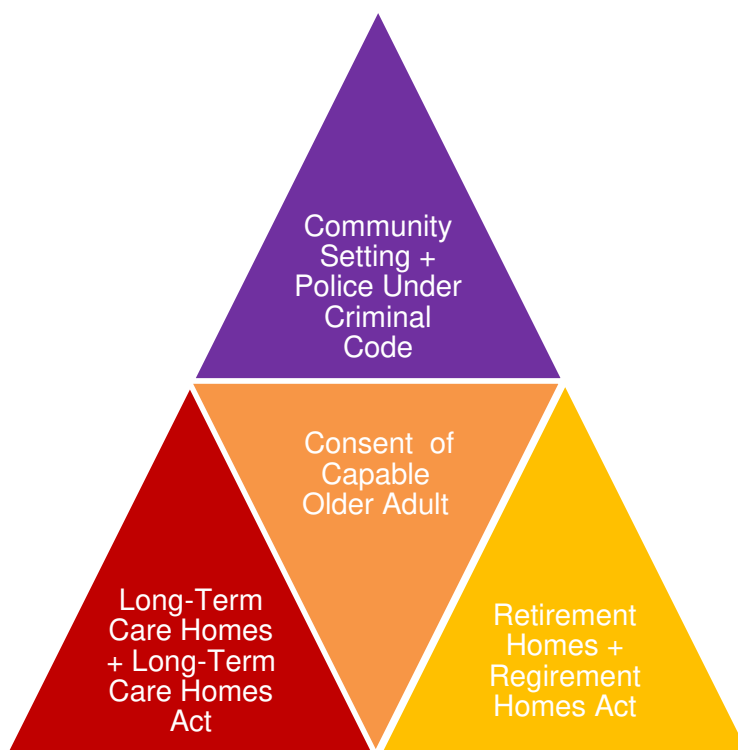 Community
Setting +
Police Under
Criminal
Code
Consent of
Capable
Older Adult
Long-Term
Care Homes
+ Long-Term
Care Homes
Act
Retirement
Homes +
Regirement
Homes Act